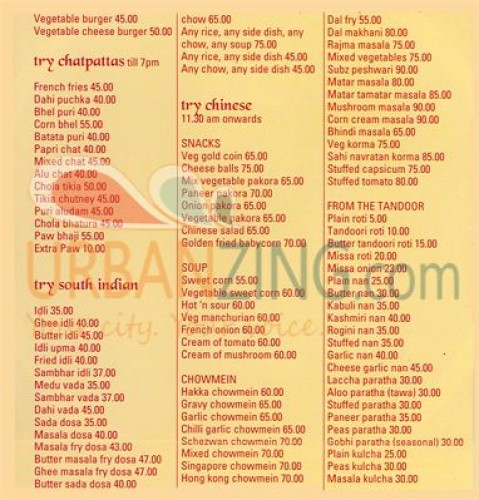 Vegetable burger 45.00
Vegetable cheese burger 50.00
try chatpattas till 7pm
French fries 45.00
Dahi puchka 40.00
Bhel puri 40.00
Corn bhel 55.00
Batata puri 40.00
Papri chat 40.00
Mixed chat 45.00
Alu chat 40.00
Chola tikia 50.00
Tikia chutney 45.00
Puri aludam 45.00
Chola bhatura 45.00
Paw bhaji 55.00
Extra Paw 10.00
try south indian
Idli 35.00
Ghee idli 40.00
Butter idli 45.00
Idli upma 40.00
Fried idli 40.00
Sambhar idli 37.00
Medu vada 35.00
Sambhar vada 37.00
Dahi vada 45.00
Sada dosa 35.00
Masala dosa 40.00
Masala fry dosa 43.00
Butter masala fry dosa 47.00
Ghee masala fry dosa 47.00
Butter sada dosa 40.00
chow 65.00
Any rice, any side dish, any
chow, any soup 75.00
Any rice, any side dish 45.00
Any chow, any side dish 45.00
try chinese
11.30 am onwards
SNACKS
Veg gold coin 65.00
Cheese balls 75.00
Mix vegetable pakora 65.00
Paneer pakora 70.00
Onion pakora 65.00
Vegetable pakora 65.00
Chinese salad 65.00
Golden fried babycorn 70.00
SOUP
Sweet corn 55.00
Vegetable sweet corn 60.00
Hot 'n sour 60.00
Veg manchurian 60.00
French onion 60.00
Cream of tomato 60.00
Cream of mushroom 60.00
CHOWMEIN
Hakka chowmein 60.00
Gravy chowmein 65.00
Garlic chowmein 65.00
Chilli garlic chowmein 65.00
Schezwan chowmein 70.00
Mixed chowmein 70.00
Singapore chowmein 70.00
Hong kong chowmein 70.00
Dal fry 55.00
Dal makhani 80.00
Rajma masala 75.00
Mixed vegetables 75.00
Subz peshwari 90.00
Matar masala 80.00
Matar tamatar masala 85.00
Mushroom masala 90.00
Corn cream masala 90.00
Bhindi masala 65.00
Veg korma 75.00
Sahi navratan korma 85.00
Stuffed capsicum 75.00
Stuffed tomato 80.00
FROM THE TANDOOR
Plain roti 5.00
Tandoori roti 10.00
Butter tandoori roti 15.00
Missa roti 20.00
Missa onion 23.00
Plain nan 25.00
Butter nan 30.00
Kabuli nan 35.00
Kashmiri nan 40.00
Rogini nan 35.00
Stuffed nan 35.00
Garlic nan 40.00
Cheese garlic nan 45.00
Laccha paratha 30.00
Aloo paratha (tawa) 30.00
Stuffed paratha 30.00
Paneer paratha 35.00
Peas paratha 30.00
Gobhi paratha (seasonal) 30.00
Plain kulcha 25.00
Peas kulcha 30.00
Masala kulcha 30.00
URBANZING.com